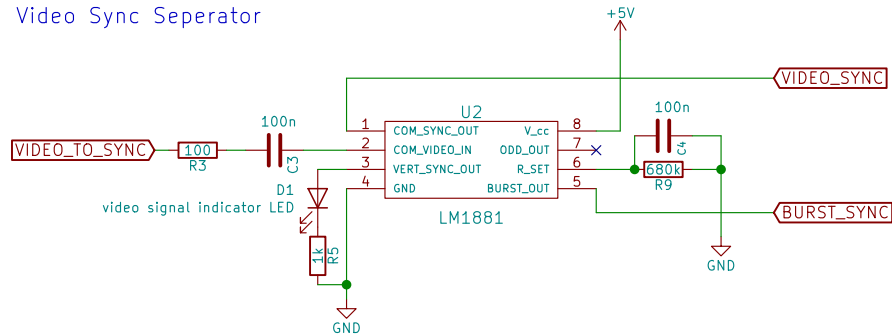 Video Sync Seperator
+5V
VIDEO_SYNC
U2
100n
100n
1
COM_SYNC_OUT
V_cc
8
VIDEO_TO_SYNC
100
R3
C3
2
COM_VIDEO_IN
ODD_OUT
7
C4
3
VERT_SYNC_OUT
R_SET
6
680k
R9
4
GND
BURST_OUT
5
D1
video signal indicator LED
LM1881
BURST_SYNC
1k
R5
GND
GND